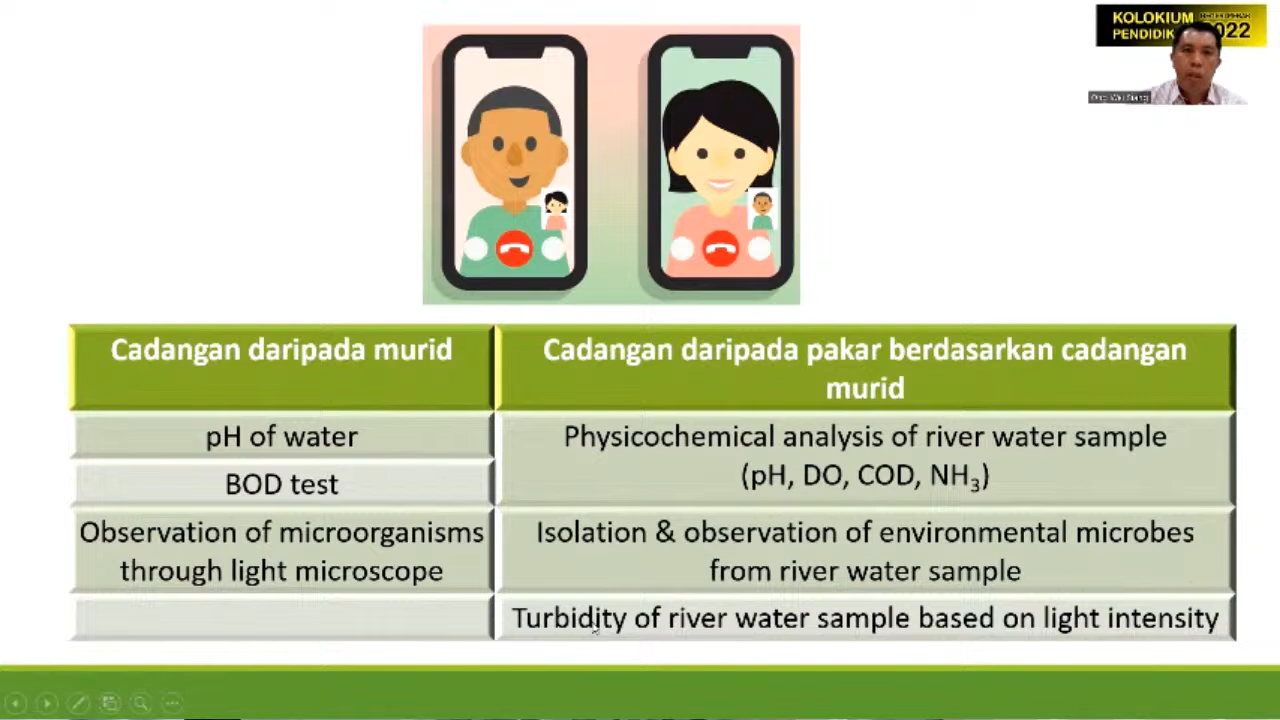 KOLOKIUM
PENDIDIK
2022
Cadangan daripada murid
Cadangan daripada pakar berdasarkan cadangan
murid
pH of water
Physicochemical analysis of river water sample
(pH, DO, COD, NH₃)
BOD test
Observation of microorganisms
through light microscope
Isolation & observation of environmental microbes
from river water sample
Turbidity of river water sample based on light intensity